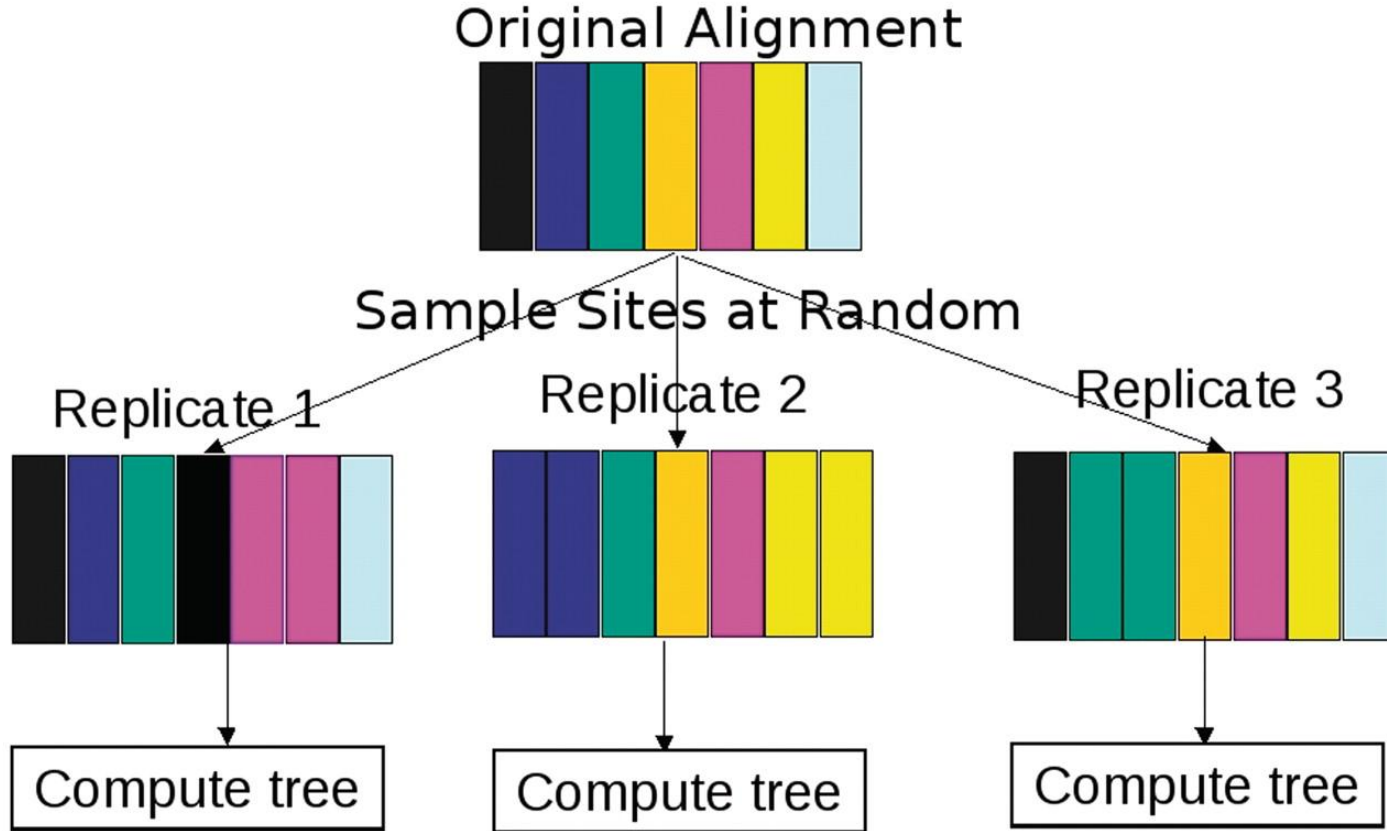 Original Alignment
Sample Sites at Random
Replicate 1
Replicate 2
Replicate 3
Compute tree
Compute tree
Compute tree